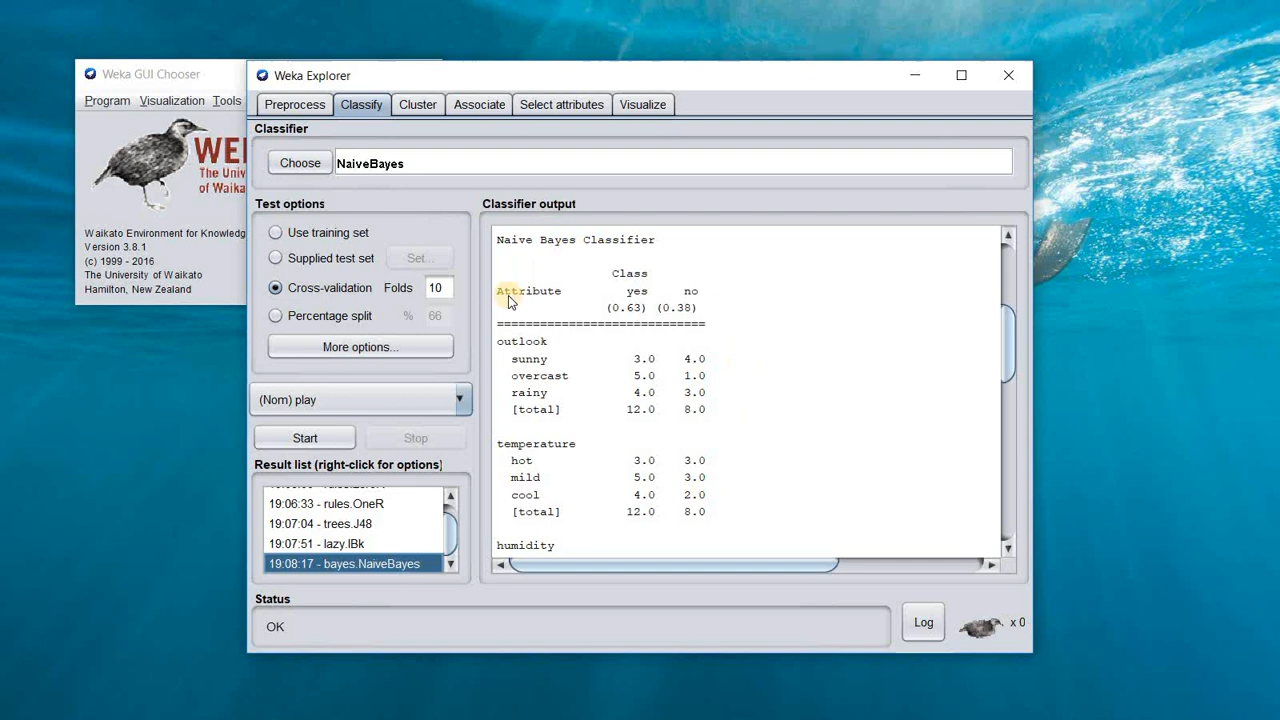 Weka GUI Chooser
Program Visualization Tools
WE
The Uni
of Waika
Waikato Environment for Knowledg
Version 3.8.1
(c) 1999 - 2016
The University of Waikato
Hamilton, New Zealand
Weka Explorer
Preprocess Classify Cluster Associate Select attributes Visualize
Classifier
Choose NaiveBayes
Test options
Use training set
Supplied test set Set...
Cross-validation Folds 10
Percentage split % 66
More options...
(Nom) play
Start Stop
Result list (right-click for options)
19:06:33 - rules.OneR
19:07:04 - trees.J48
19:07:51 - lazy.IBk
19:08:17 - bayes.NaiveBayes
Classifier output
Naive Bayes Classifier
Class
Attribute yes no
(0.63) (0.38)
=============================
outlook
sunny 3.0 4.0
overcast 5.0 1.0
rainy 4.0 3.0
[total] 12.0 8.0
temperature
hot 3.0 3.0
mild 5.0 3.0
cool 4.0 2.0
[total] 12.0 8.0
humidity
Status
OK
Log x 0